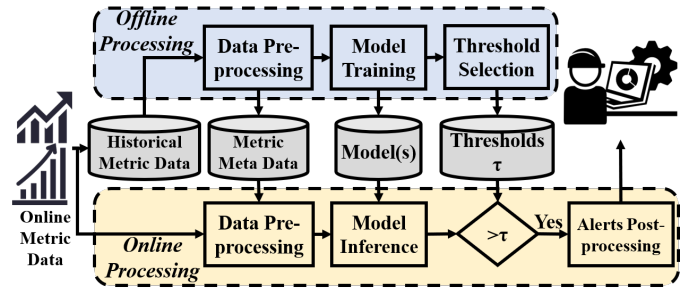 Offline
Processing
Data Pre-
processing
Model
Training
Threshold
Selection
Historical
Metric Data
Metric
Meta Data
Model(s)
Thresholds
τ
Online
Metric
Data
Online
Processing
Data Pre-
processing
Model
Inference
>τ
Yes
Alerts Post-
processing